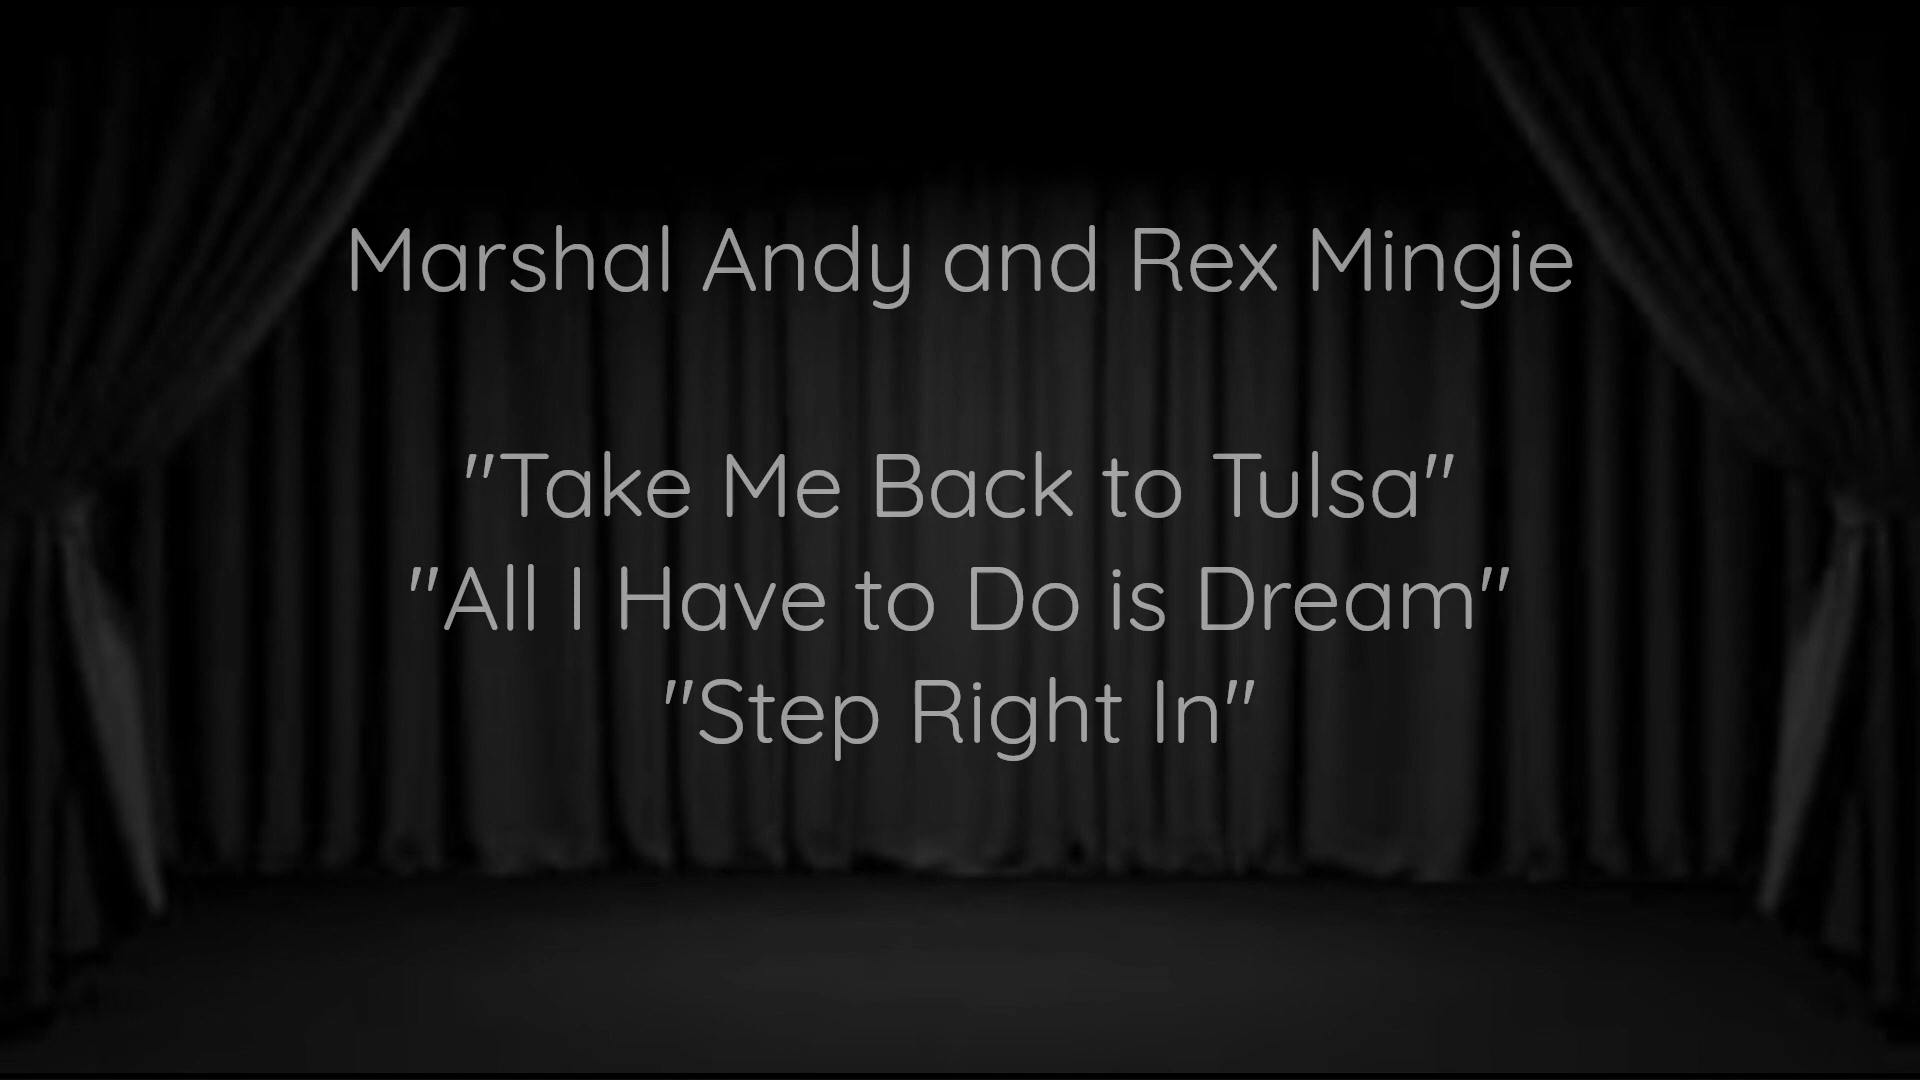 Marshal Andy and Rex Mingie
"Take Me Back to Tulsa"
"All I Have to Do is Dream"
"Step Right In"